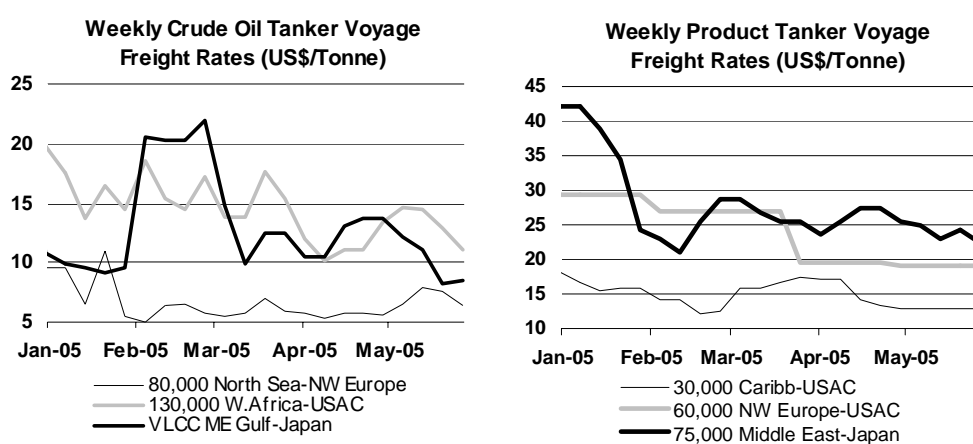 Weekly Crude Oil Tanker Voyage
Freight Rates (US$/Tonne)
25
20
15
10
5
Jan-05 Feb-05 Mar-05 Apr-05 May-05
80,000 North Sea-NW Europe
130,000 W.Africa-USAC
VLCC ME Gulf-Japan
Weekly Product Tanker Voyage
Freight Rates (US$/Tonne)
45
40
35
30
25
20
15
10
Jan-05 Feb-05 Mar-05 Apr-05 May-05
30,000 Caribb-USAC
60,000 NW Europe-USAC
75,000 Middle East-Japan